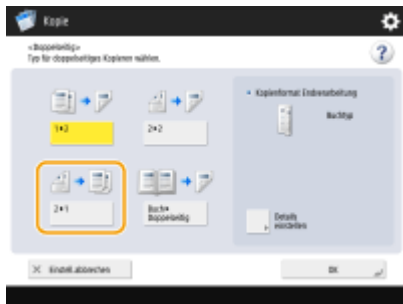 Kopie
<Doppelseitig>
Typ für doppelseitiges Kopieren wählen.
?
1▸2
2▸2
2▸1
Buch▸
Doppelseitig
Kopienformat Endverarbeitung
Buchtyp
Details
einstellen
Einstell. abbrechen
OK